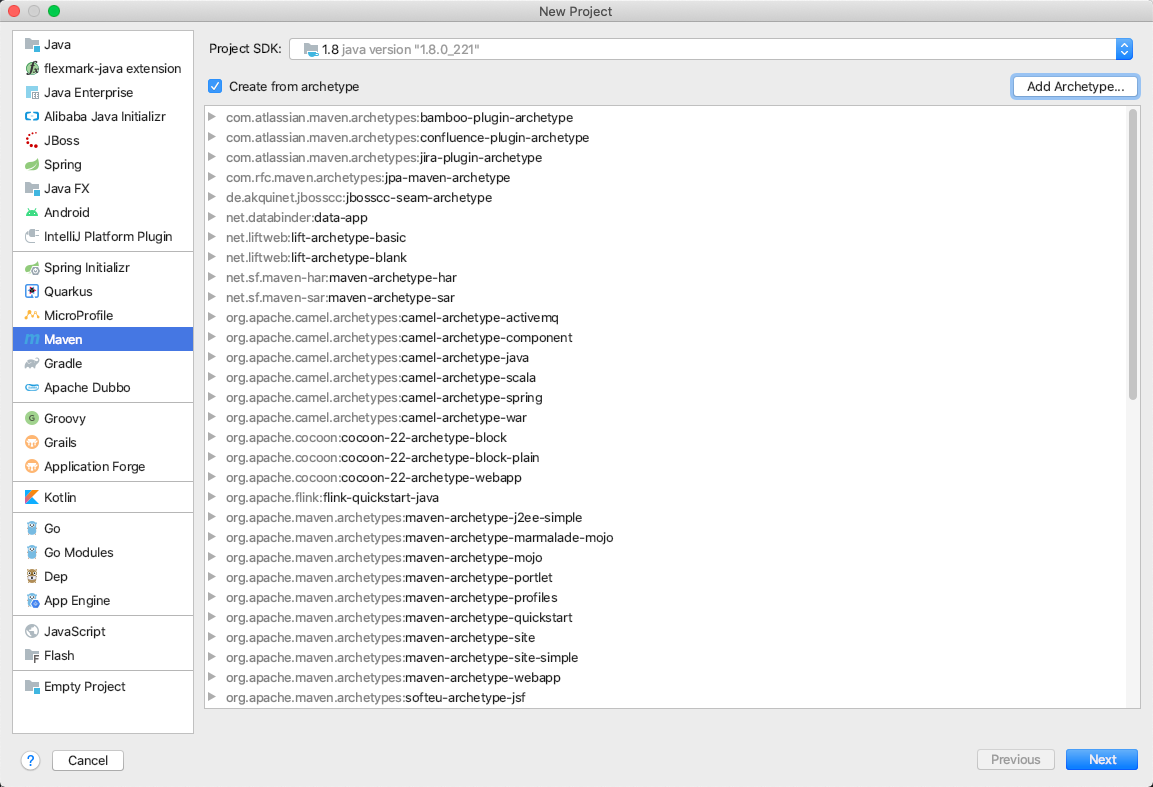 New Project
Java
flexmark-java extension
Java Enterprise
Alibaba Java Initializr
JBoss
Spring
Java FX
Android
IntelliJ Platform Plugin
Spring Initializr
Quarkus
MicroProfile
Maven
Gradle
Apache Dubbo
Groovy
Grails
Application Forge
Kotlin
Go
Go Modules
Dep
App Engine
JavaScript
Flash
Empty Project
Project SDK: 1.8 java version "1.8.0_221"
Create from archetype
Add Archetype...
com.atlassian.maven.archetypes:bamboo-plugin-archetype
com.atlassian.maven.archetypes:confluence-plugin-archetype
com.atlassian.maven.archetypes:jira-plugin-archetype
com.rfc.maven.archetypes:jpa-maven-archetype
de.akquinet.jbosscc:jbosscc-seam-archetype
net.databinder:data-app
net.liftweb:lift-archetype-basic
net.liftweb:lift-archetype-blank
net.sf.maven-har:maven-archetype-har
net.sf.maven-sar:maven-archetype-sar
org.apache.camel.archetypes:camel-archetype-activemq
org.apache.camel.archetypes:camel-archetype-component
org.apache.camel.archetypes:camel-archetype-java
org.apache.camel.archetypes:camel-archetype-scala
org.apache.camel.archetypes:camel-archetype-spring
org.apache.camel.archetypes:camel-archetype-war
org.apache.cocoon:cocoon-22-archetype-block
org.apache.cocoon:cocoon-22-archetype-block-plain
org.apache.cocoon:cocoon-22-archetype-webapp
org.apache.flink:flink-quickstart-java
org.apache.maven.archetypes:maven-archetype-j2ee-simple
org.apache.maven.archetypes:maven-archetype-marmalade-mojo
org.apache.maven.archetypes:maven-archetype-mojo
org.apache.maven.archetypes:maven-archetype-portlet
org.apache.maven.archetypes:maven-archetype-profiles
org.apache.maven.archetypes:maven-archetype-quickstart
org.apache.maven.archetypes:maven-archetype-site
org.apache.maven.archetypes:maven-archetype-site-simple
org.apache.maven.archetypes:maven-archetype-webapp
org.apache.maven.archetypes:softeu-archetype-jsf
?
Cancel
Previous
Next